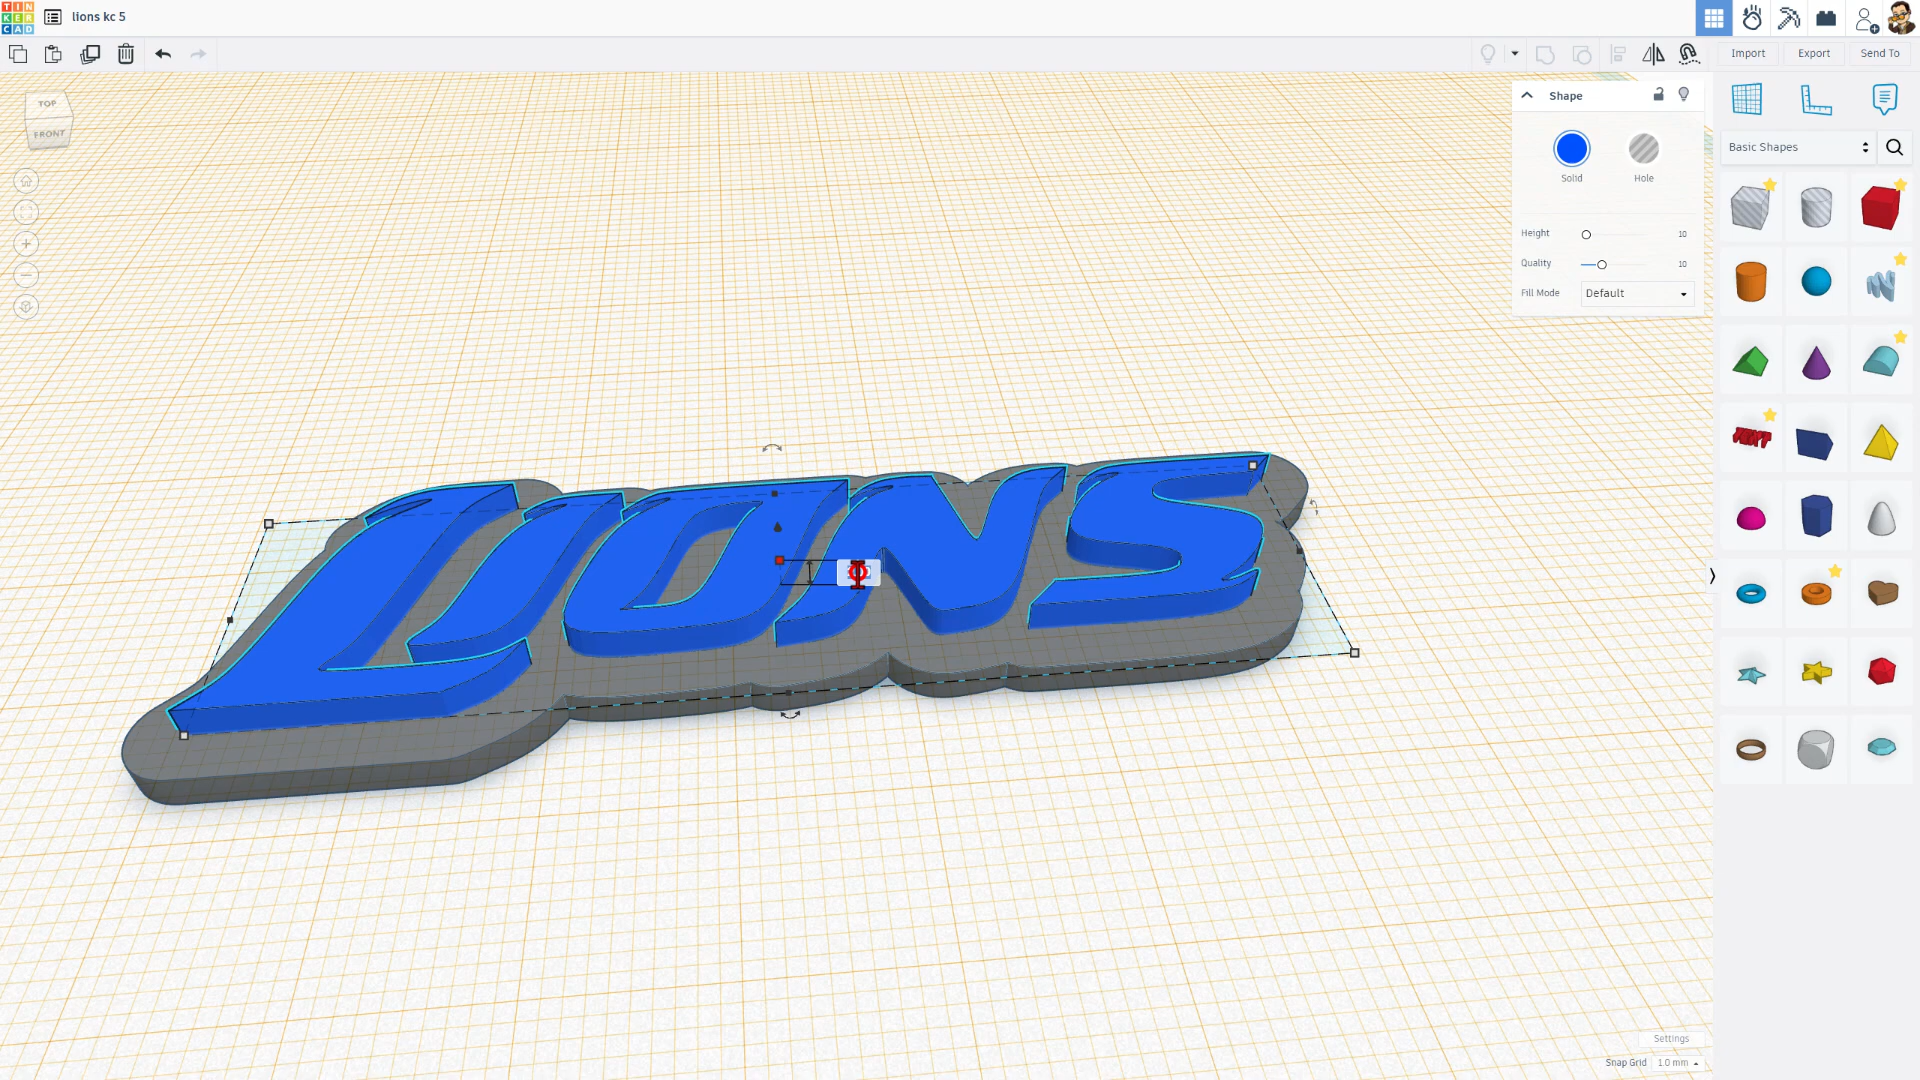 TIN
KER
CAD
lions kc 5
Import
Export
Send To
TOP
FRONT
Shape
Solid
Hole
Height
10
Quality
10
Fill Mode
Default
Basic Shapes
LIONS
Settings
Snap Grid
1.0 mm